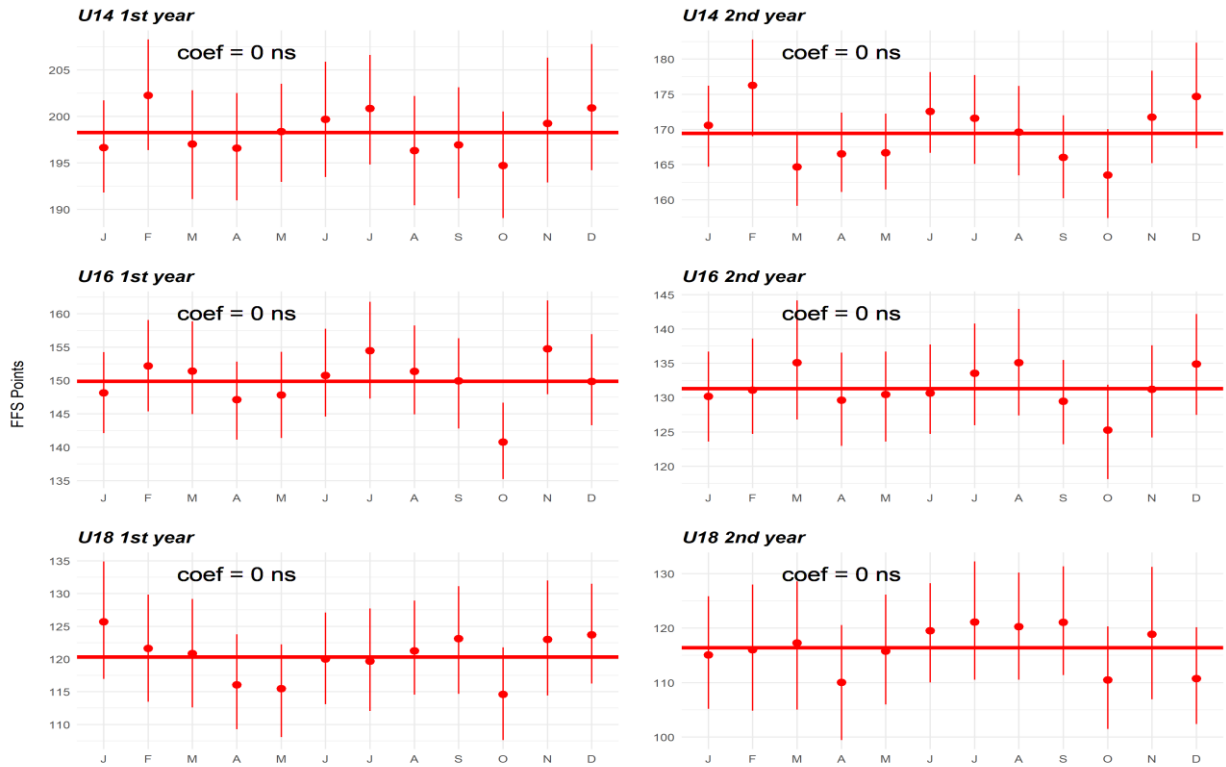 U14 1st year
coef = 0 ns
205
200
195
190
J F M A M J J A S O N D
U14 2nd year
coef = 0 ns
180
175
170
165
160
J F M A M J J A S O N D
FFS Points
U16 1st year
coef = 0 ns
160
155
150
145
140
135
J F M A M J J A S O N D
U16 2nd year
coef = 0 ns
145
140
135
130
125
120
J F M A M J J A S O N D
U18 1st year
coef = 0 ns
135
130
125
120
115
110
J F M A M J J A S O N D
U18 2nd year
coef = 0 ns
130
120
110
100
J F M A M J J A S O N D